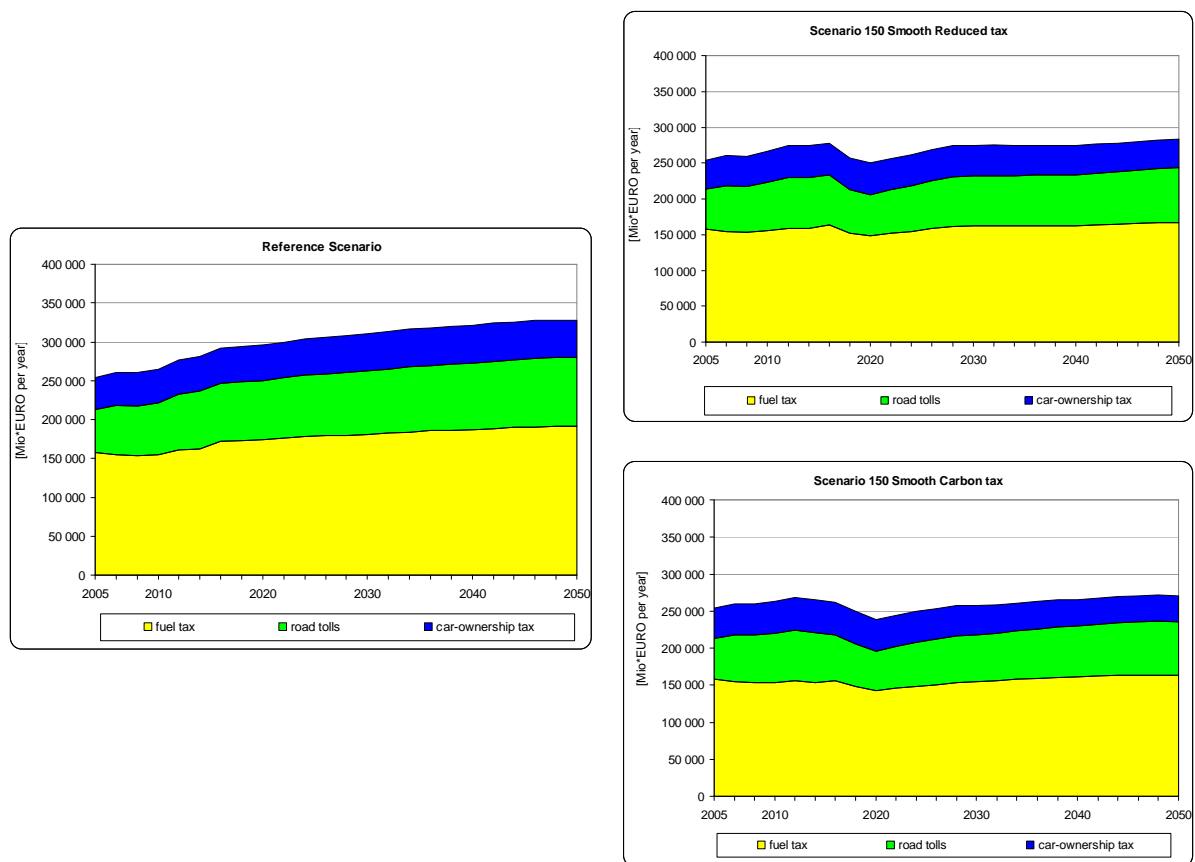 Reference Scenario
[Mio*EURO per year]
400 000
350 000
300 000
250 000
200 000
150 000
100 000
50 000
0
2005 2010 2020 2030 2040 2050
fuel tax road tolls car-ownership tax
Scenario 150 Smooth Reduced tax
[Mio*EURO per year]
400 000
350 000
300 000
250 000
200 000
150 000
100 000
50 000
0
2005 2010 2020 2030 2040 2050
fuel tax road tolls car-ownership tax
Scenario 150 Smooth Carbon tax
[Mio*EURO per year]
400 000
350 000
300 000
250 000
200 000
150 000
100 000
50 000
0
2005 2010 2020 2030 2040 2050
fuel tax road tolls car-ownership tax